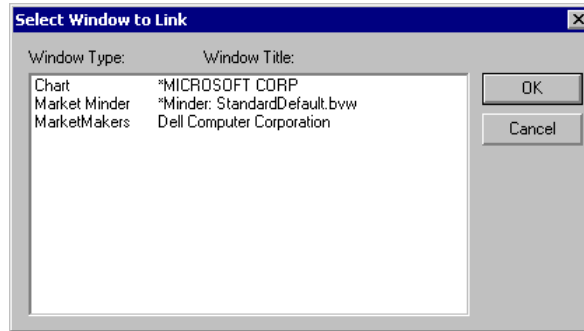 Select Window to Link
Window Type: Window Title:
Chart *MICROSOFT CORP
Market Minder *Minder: StandardDefault.bvw
MarketMakers Dell Computer Corporation
OK
Cancel